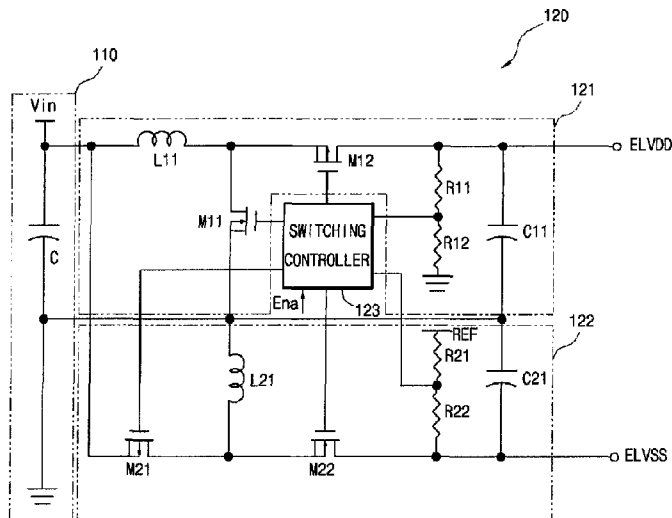 120
110
121
Vin
L11
M12
ELVDD
R11
M11
SWITCHING
CONTROLLER
R12
C11
C
Ena
123
122
REF
R21
L21
C21
R22
M21
M22
ELVSS